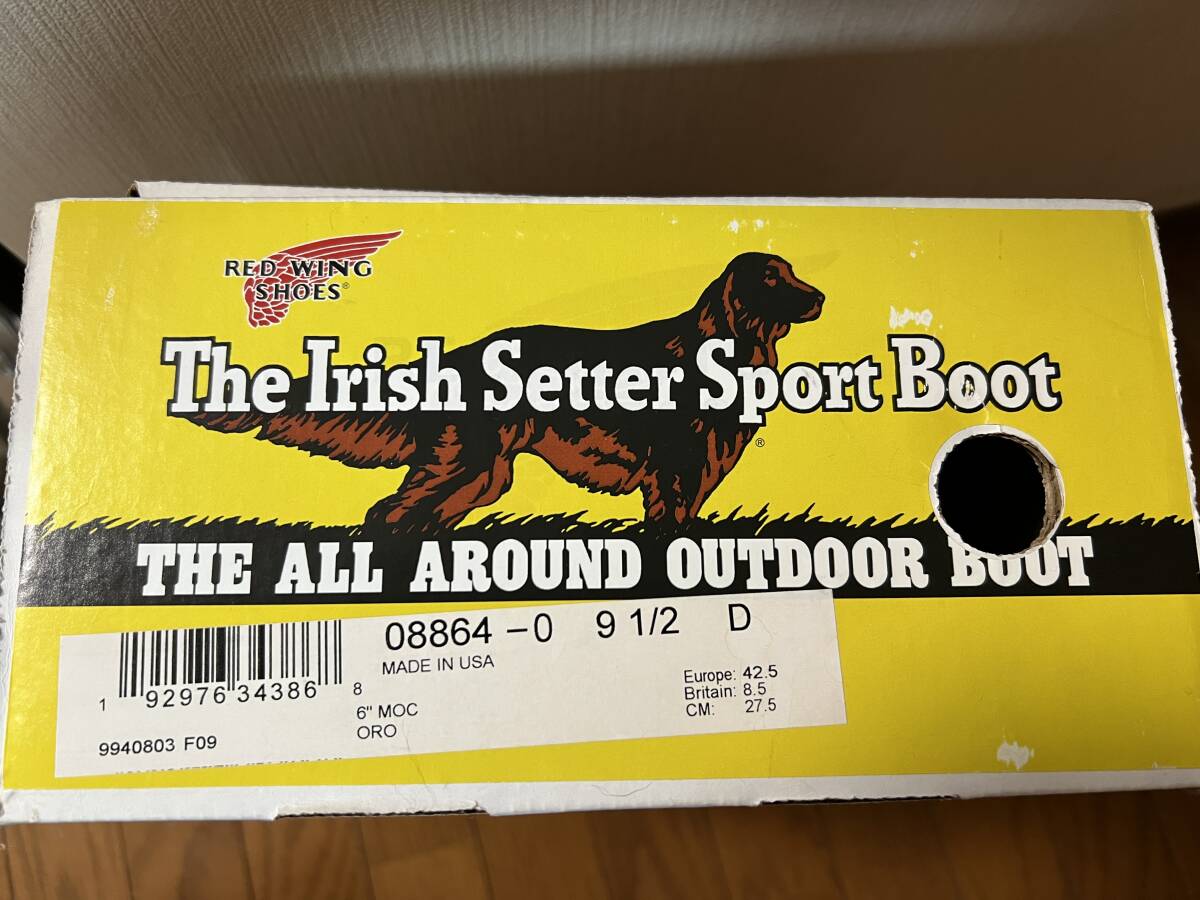 RED WING
SHOES®
The Irish Setter Sport Boot
®
THE ALL AROUND OUTDOOR BOOT
08864-0 9 1/2 D
MADE IN USA
1 92976 34386 8
6" MOC
ORO
Europe: 42.5
Britain: 8.5
CM: 27.5
9940803 F09